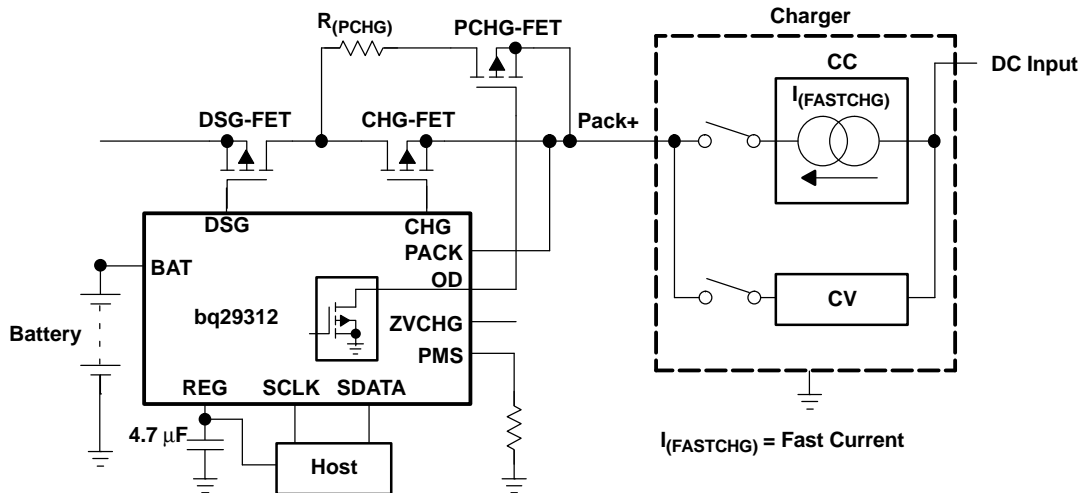 Charger
R(PCHG)
PCHG-FET
CC
DC Input
I(FASTCHG)
DSG-FET
CHG-FET
Pack+
DSG
CHG
PACK
BAT
OD
CV
bq29312
ZVCHG
Battery
PMS
REG
SCLK
SDATA
4.7 μF
I(FASTCHG) = Fast Current
Host